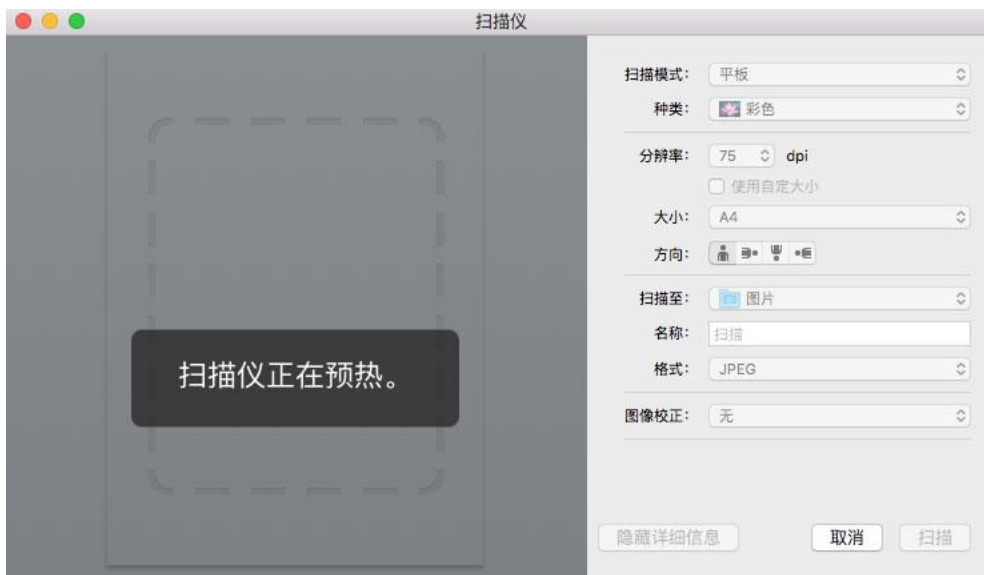 扫描仪
扫描模式： 平板
种类： 彩色
分辨率： 75 dpi
使用自定大小
大小： A4
方向：
扫描至： 图片
名称： 扫描
格式： JPEG
图像校正： 无
扫描仪正在预热。
隐藏详细信息 取消 扫描